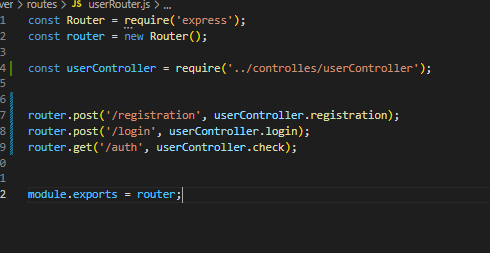 ver > routes > JS userRouter.js > ...
1 const Router = require('express');
2 const router = new Router();
3
4 const userController = require('../controlles/userController');
5
6
7 router.post('/registration', userController.registration);
8 router.post('/login', userController.login);
9 router.get('/auth', userController.check);
0
1
2 module.exports = router;